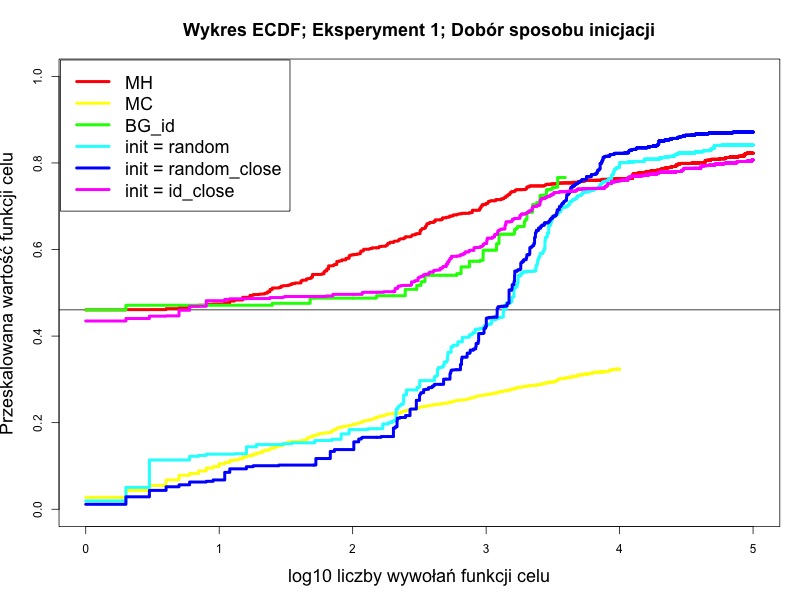 Wykres ECDF; Eksperyment 1; Dobór sposobu inicjacji
MH
MC
BG_id
init = random
init = random_close
init = id_close
Przeskalowana wartość funkcji celu
1.0
0.8
0.6
0.4
0.2
0.0
0 1 2 3 4 5
log10 liczby wywołań funkcji celu